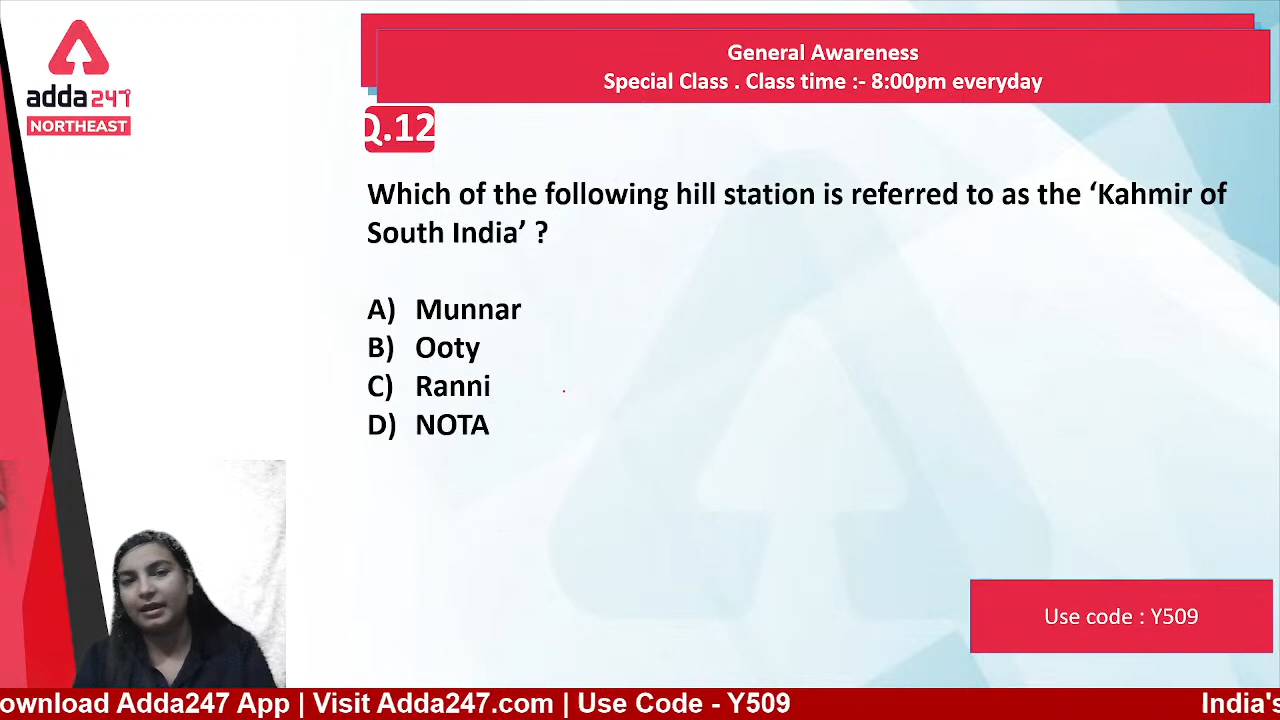 adda247
NORTHEAST
General Awareness
Special Class . Class time :- 8:00pm everyday
Q.12
Which of the following hill station is referred to as the ‘Kahmir of
South India’ ?
A) Munnar
B) Ooty
C) Ranni
D) NOTA
Use code : Y509
ownload Adda247 App | Visit Adda247.com | Use Code - Y509
India's